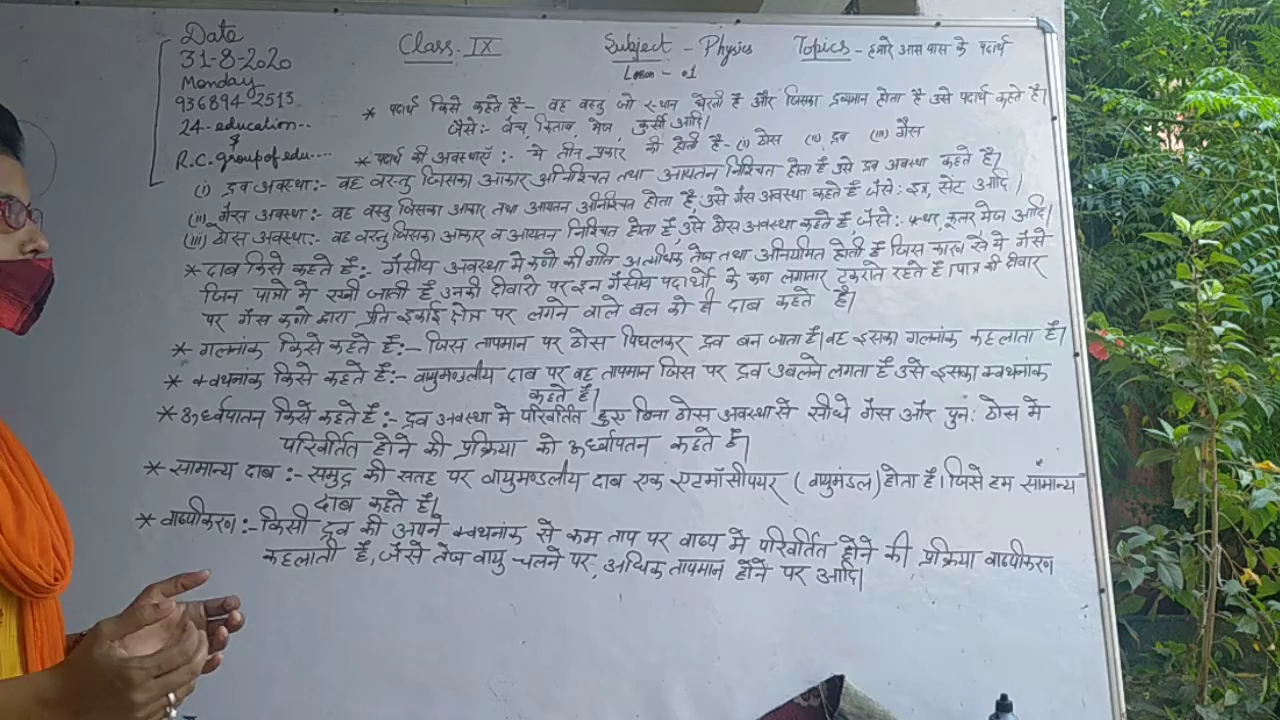 Date
31-8-2020
Monday
9368942513
24-education..
R.C. group of edu....
Class. IX
Subject - Physics
Lesson - 01
Topics - हमारे आस पास के पदार्थ
* पदार्थ किसे कहते है - वह वस्तु जो स्थान घेरती है और जिसका द्रव्यमान होता है उसे पदार्थ कहते है।
जैसे:- बेंच, किताब, मेज, कुर्सी आदि।
* पदार्थ की अवस्थाएँ :- ये तीन प्रकार की होती है- (i) ठोस (ii) द्रव (iii) गैस
(i) द्रव अवस्था:- वह वस्तु जिसका आकार अनिश्चित तथा आयतन निश्चित होता है उसे द्रव अवस्था कहते है।
(ii) गैस अवस्था:- वह वस्तु जिसका आकार तथा आयतन अनिश्चित होता है, उसे गैस अवस्था कहते है जैसे: इत्र, सेंट आदि।
(iii) ठोस अवस्था:- वह वस्तु जिसका आकार व आयतन निश्चित होता है, उसे ठोस अवस्था कहते है, जैसे:- पत्थर, कूलर मेज आदि।
* दाब किसे कहते है:- गैसीय अवस्था मे कणो की गति अत्याधिक तेज तथा अनियमित होती है जिस कारण से मे गैसे
जिन पात्रो मे रखी जाती है उनकी दीवारो पर इन गैसीय पदार्थो के कण लगातार टकराते रहते है। पात्र की दीवार
पर गैस कणो द्वारा प्रति इकाई क्षेत्र पर लगने वाले बल को ही दाब कहते है।
* गलनांक किसे कहते है:- जिस तापमान पर ठोस पिघलकर द्रव बन जाता है। वह इसका गलनांक कहलाता है।
* क्वथनांक किसे कहते है:- वायुमण्डलीय दाब पर वह तापमान जिस पर द्रव उबलने लगता है उसे इसका क्वथनांक
कहते है।
* ऊर्ध्वपातन किसे कहते है:- द्रव अवस्था मे परिवर्तित हुए बिना ठोस अवस्था से सीधे गैस और पुन: ठोस मे
परिवर्तित होने की प्रक्रिया को ऊर्ध्वापतन कहते है।
* सामान्य दाब :- समुद्र की सतह पर वायुमण्डलीय दाब एक एटमॉसीफयर (वायुमंडल) होता है। जिसे हम सामान्य
दाब कहते है।
* वाष्पीकरण :- किसी द्रव की अपने क्वथनांक से कम ताप पर वाष्प मे परिवर्तित होने की प्रक्रिया वाष्पीकरण
कहलाती है, जैसे तेज वायु चलने पर, अधिक तापमान होने पर आदि।